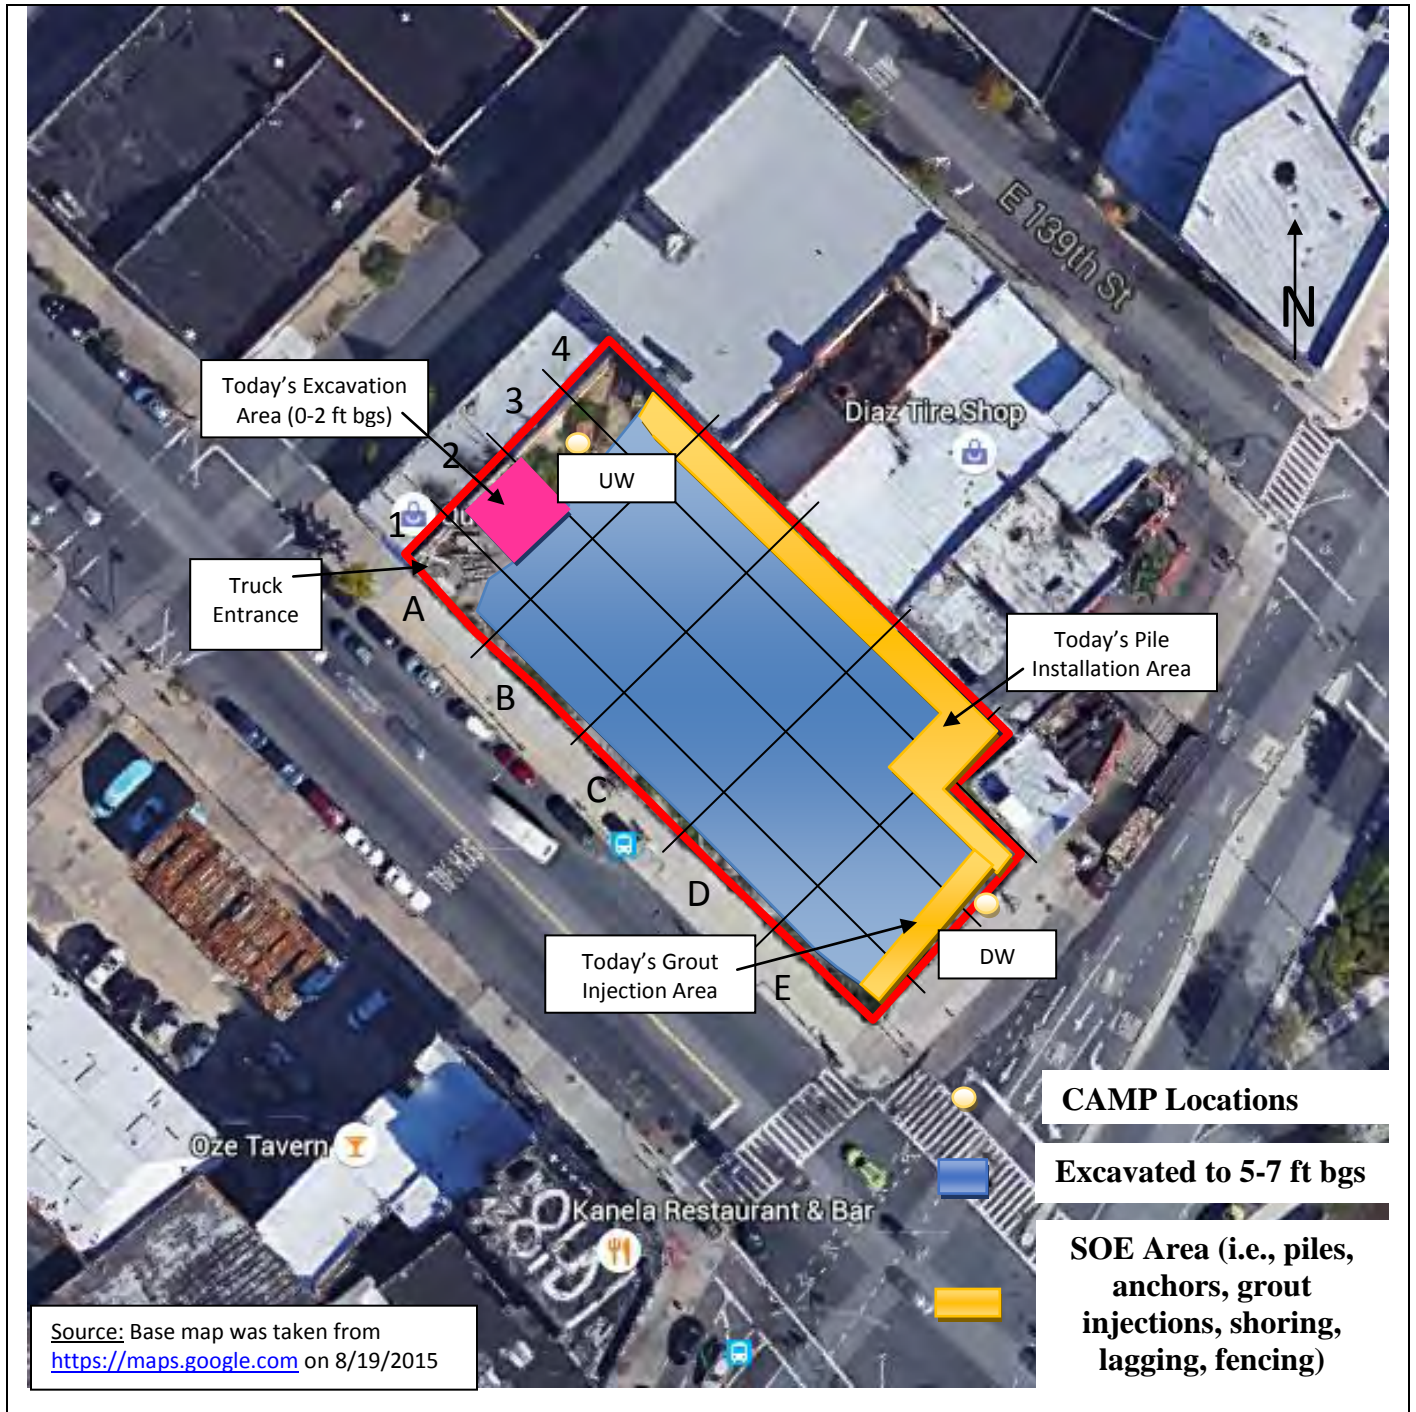 E 139th St
N
4
Today's Excavation
Area (0-2 ft bgs)
3
Diaz Tire Shop
2
UW
1
Truck
Entrance
A
Today's Pile
Installation Area
B
C
D
Today's Grout
Injection Area
E
DW
CAMP Locations
Oze Tavern
Excavated to 5-7 ft bgs
Kanela Restaurant & Bar
SOE Area (i.e., piles,
anchors, grout
injections, shoring,
lagging, fencing)
Source: Base map was taken from
https://maps.google.com on 8/19/2015